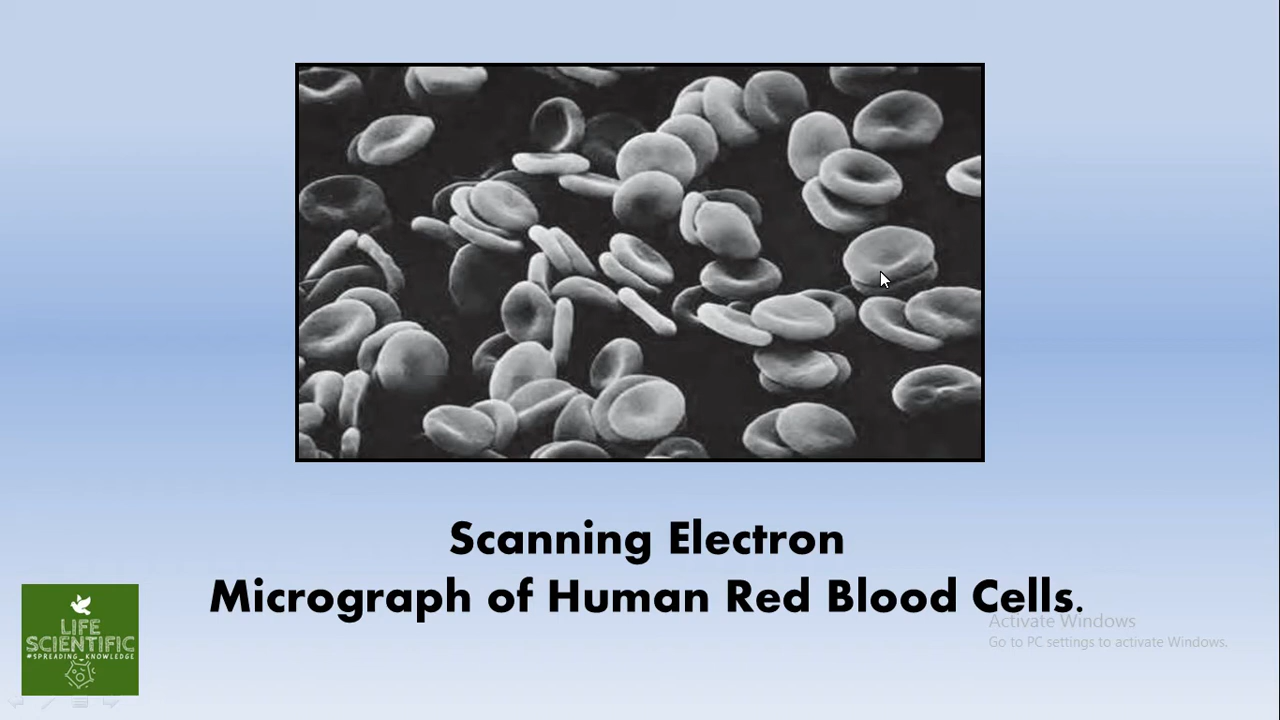 Scanning Electron
Micrograph of Human Red Blood Cells.
Activate Windows
Go to PC settings to activate Windows.
LIFE
SCIENTIFIC
#SPREADING_KNOWLEDGE